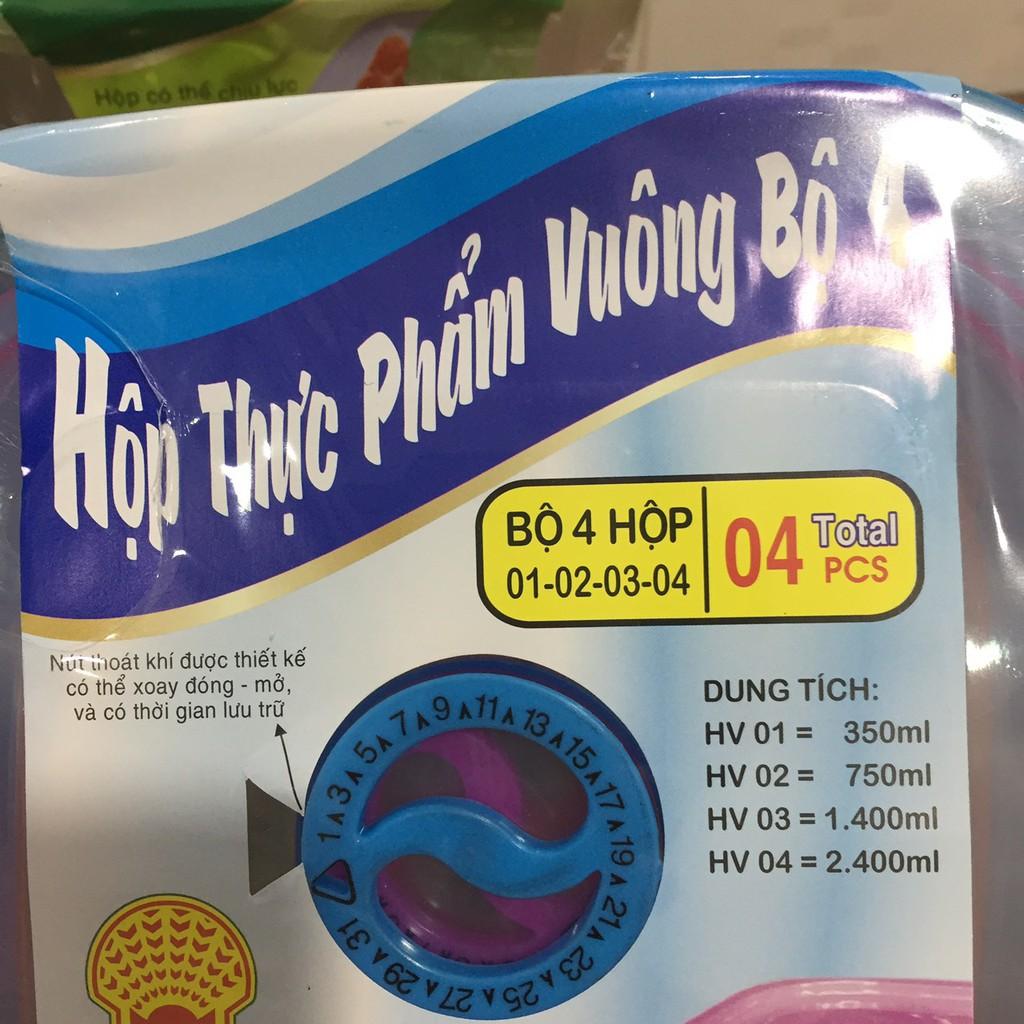 Hộp có thể chịu lực
Hộp Thực Phẩm Vuông Bộ 4
BỘ 4 HỘP
01-02-03-04
04 Total PCS
Nút thoát khí được thiết kế
có thể xoay đóng - mở,
và có thời gian lưu trữ
1 ʌ 3 ʌ 5 ʌ 7 ʌ 9 ʌ 11 ʌ 13 ʌ 15 ʌ 17 ʌ 19 ʌ 21 ʌ 23 ʌ 25 ʌ 27 ʌ 29 ʌ 31
DUNG TÍCH:
HV 01 = 350ml
HV 02 = 750ml
HV 03 = 1.400ml
HV 04 = 2.400ml